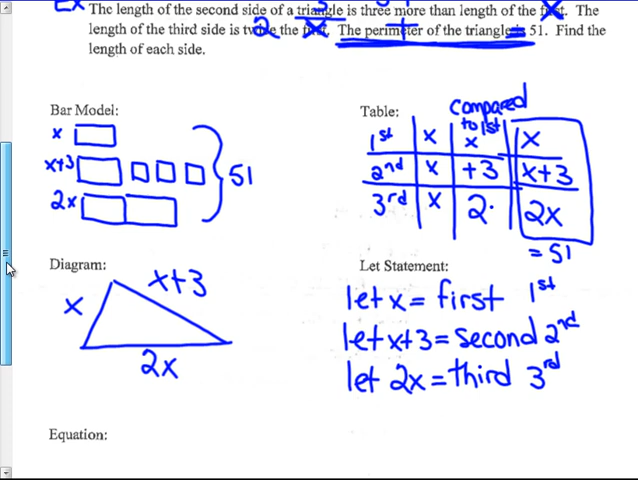 Ex The length of the second side of a triangle is three more than length of the first. The
length of the third side is twice the first. The perimeter of the triangle is 51. Find the
length of each side.
3 + x
2 x + =
Bar Model:
x
x+3
2x
51
Table:
compared
to 1st
1st x x x
2nd x +3 x+3
3rd x 2· 2x
= 51
Diagram:
x
x+3
2x
Let Statement:
let x = first 1st
let x+3 = second 2nd
let 2x = third 3rd
Equation: